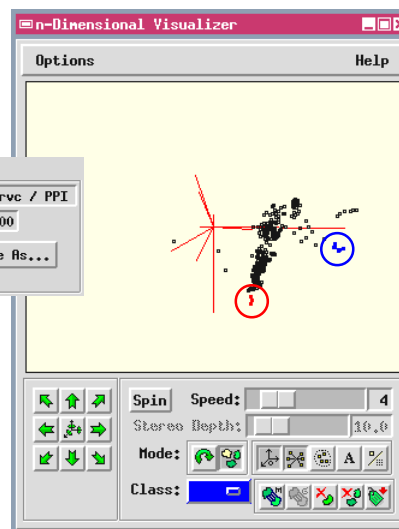 n-Dimensional Visualizer
Options Help
rvc / PPI
00
e As...
Spin Speed: 4
Stereo Depth: 10.0
Mode: A
Class: